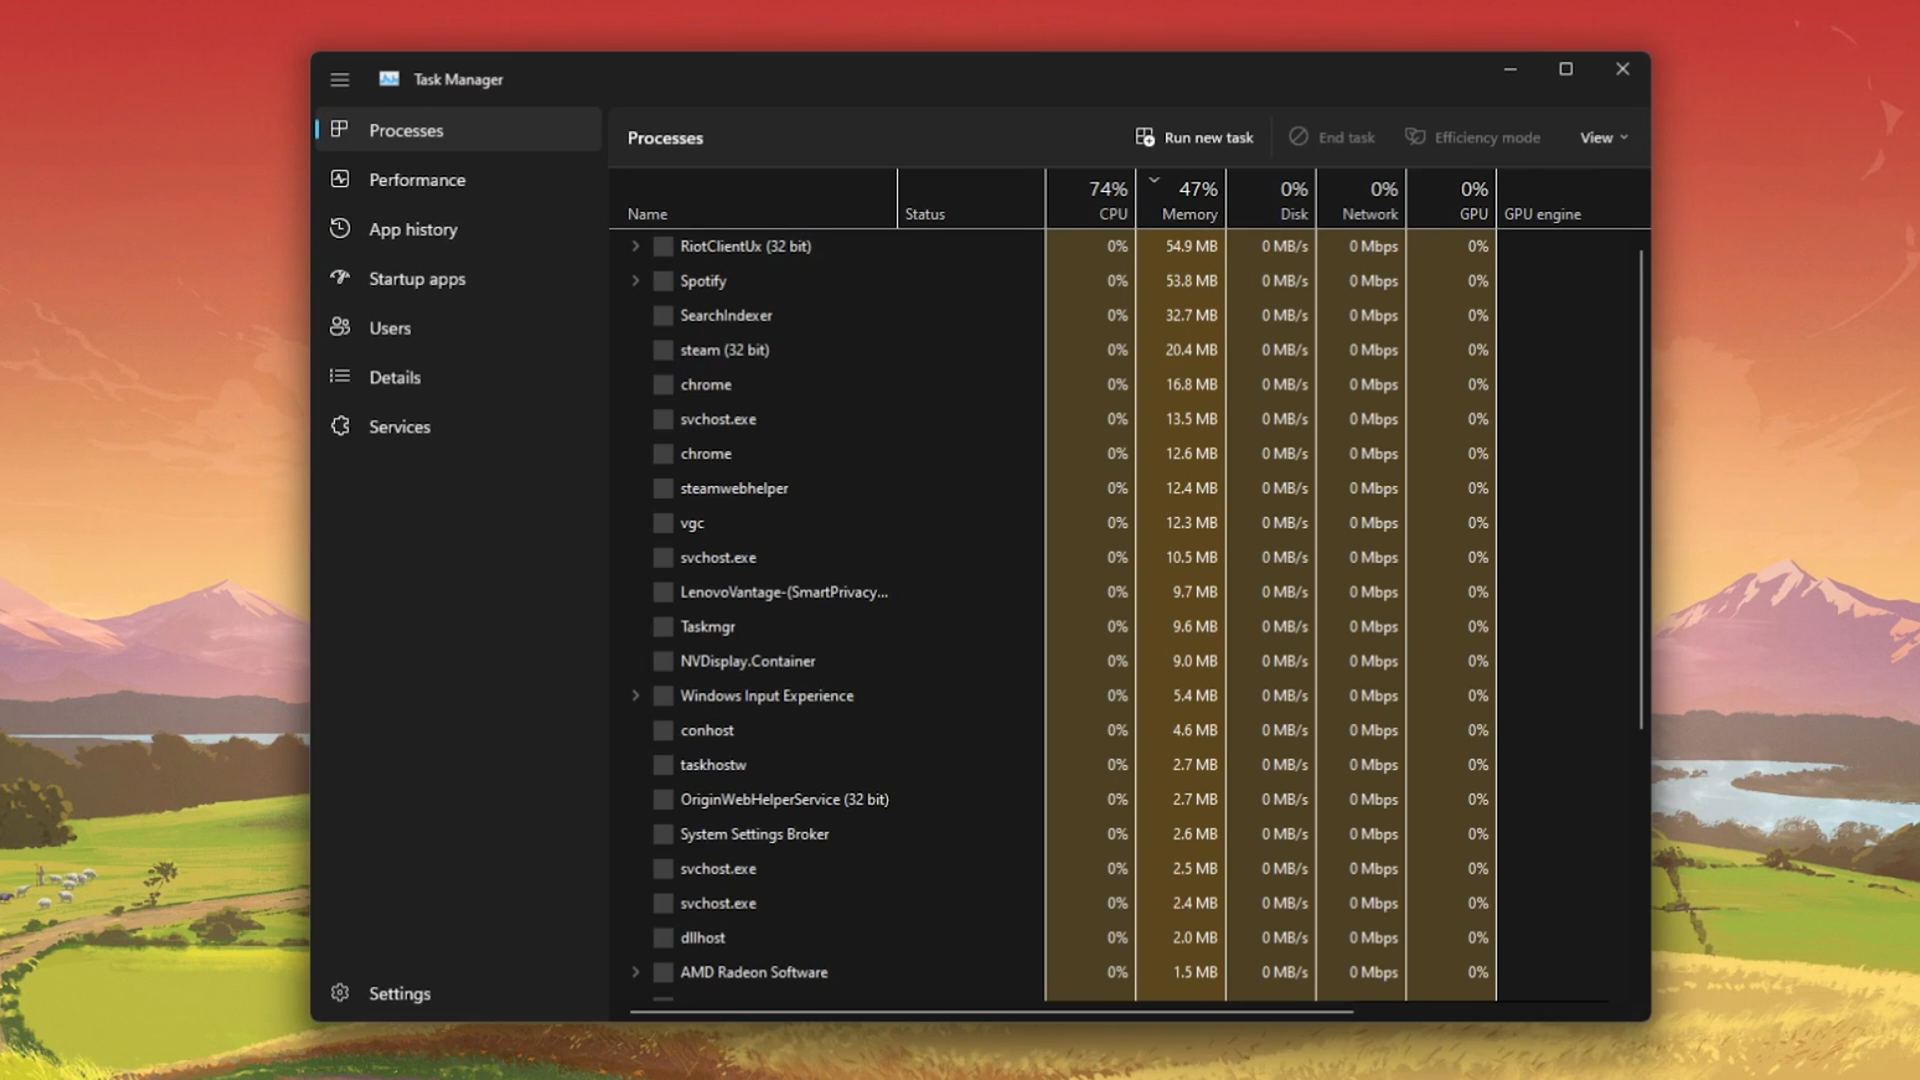 Task Manager
Processes
Performance
App history
Startup apps
Users
Details
Services
Settings
Processes
Run new task
End task
Efficiency mode
View
74% 47% 0% 0% 0%
Name Status CPU Memory Disk Network GPU GPU engine
RiotClientUx (32 bit) 0% 54.9 MB 0 MB/s 0 Mbps 0%
Spotify 0% 53.8 MB 0 MB/s 0 Mbps 0%
SearchIndexer 0% 32.7 MB 0 MB/s 0 Mbps 0%
steam (32 bit) 0% 20.4 MB 0 MB/s 0 Mbps 0%
chrome 0% 16.8 MB 0 MB/s 0 Mbps 0%
svchost.exe 0% 13.5 MB 0 MB/s 0 Mbps 0%
chrome 0% 12.6 MB 0 MB/s 0 Mbps 0%
steamwebhelper 0% 12.4 MB 0 MB/s 0 Mbps 0%
vgc 0% 12.3 MB 0 MB/s 0 Mbps 0%
svchost.exe 0% 10.5 MB 0 MB/s 0 Mbps 0%
LenovoVantage-(SmartPrivacy... 0% 9.7 MB 0 MB/s 0 Mbps 0%
Taskmgr 0% 9.6 MB 0 MB/s 0 Mbps 0%
NVDisplay.Container 0% 9.0 MB 0 MB/s 0 Mbps 0%
Windows Input Experience 0% 5.4 MB 0 MB/s 0 Mbps 0%
conhost 0% 4.6 MB 0 MB/s 0 Mbps 0%
taskhostw 0% 2.7 MB 0 MB/s 0 Mbps 0%
OriginWebHelperService (32 bit) 0% 2.7 MB 0 MB/s 0 Mbps 0%
System Settings Broker 0% 2.6 MB 0 MB/s 0 Mbps 0%
svchost.exe 0% 2.5 MB 0 MB/s 0 Mbps 0%
svchost.exe 0% 2.4 MB 0 MB/s 0 Mbps 0%
dllhost 0% 2.0 MB 0 MB/s 0 Mbps 0%
AMD Radeon Software 0% 1.5 MB 0 MB/s 0 Mbps 0%